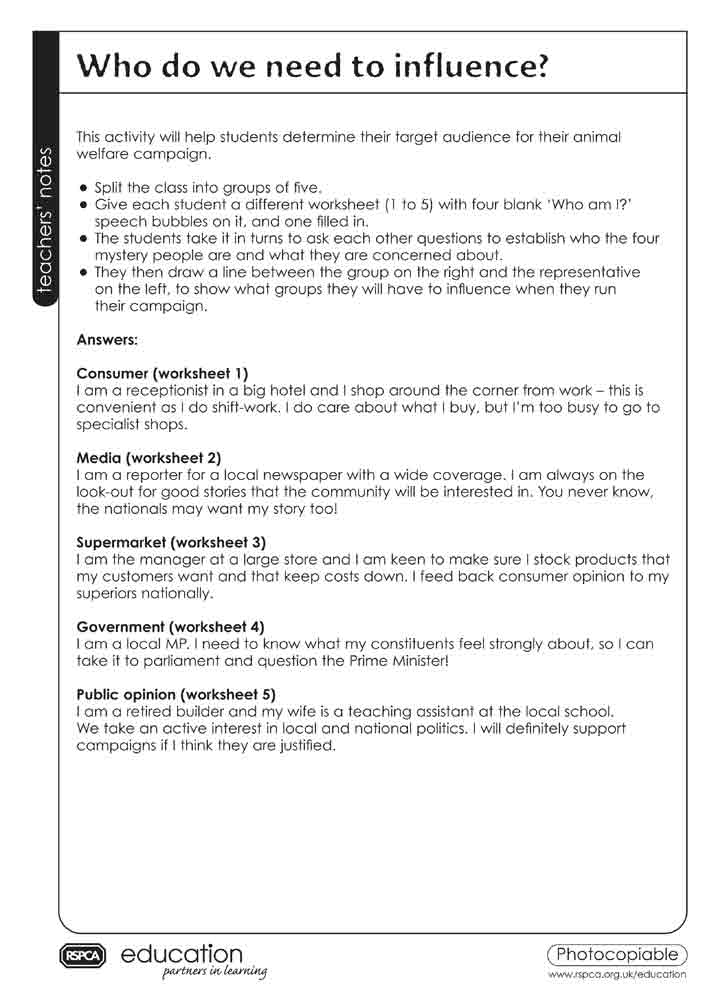 Who do we need to influence?
teachers' notes
This activity will help students determine their target audience for their animal
welfare campaign.
● Split the class into groups of five.
● Give each student a different worksheet (1 to 5) with four blank ‘Who am I?’
speech bubbles on it, and one filled in.
● The students take it in turns to ask each other questions to establish who the four
mystery people are and what they are concerned about.
● They then draw a line between the group on the right and the representative
on the left, to show what groups they will have to influence when they run
their campaign.
Answers:
Consumer (worksheet 1)
I am a receptionist in a big hotel and I shop around the corner from work – this is
convenient as I do shift-work. I do care about what I buy, but I’m too busy to go to
specialist shops.
Media (worksheet 2)
I am a reporter for a local newspaper with a wide coverage. I am always on the
look-out for good stories that the community will be interested in. You never know,
the nationals may want my story too!
Supermarket (worksheet 3)
I am the manager at a large store and I am keen to make sure I stock products that
my customers want and that keep costs down. I feed back consumer opinion to my
superiors nationally.
Government (worksheet 4)
I am a local MP. I need to know what my constituents feel strongly about, so I can
take it to parliament and question the Prime Minister!
Public opinion (worksheet 5)
I am a retired builder and my wife is a teaching assistant at the local school.
We take an active interest in local and national politics. I will definitely support
campaigns if I think they are justified.
RSPCA education
partners in learning
Photocopiable
www.rspca.org.uk/education